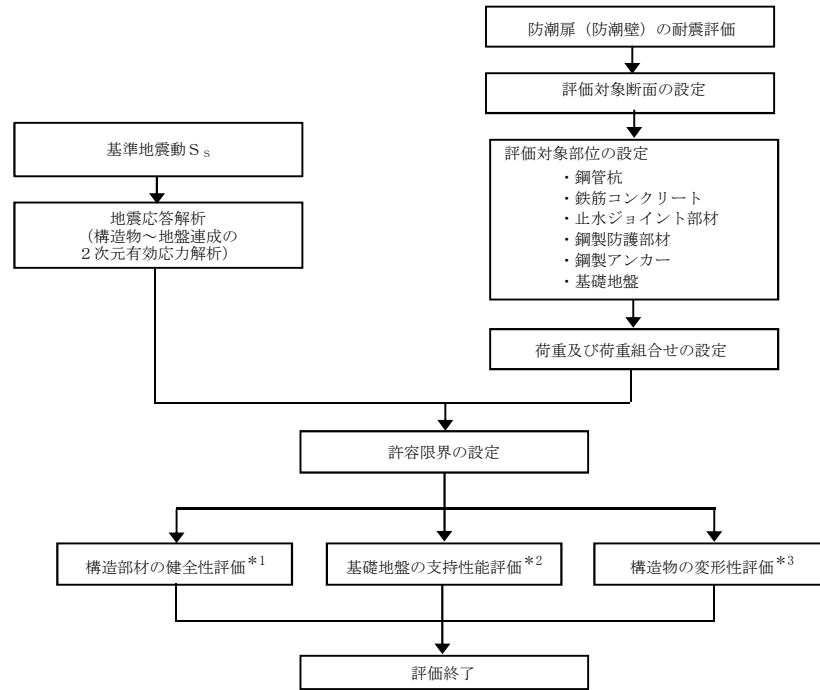 防潮扉（防潮壁）の耐震評価
評価対象断面の設定
基準地震動Ｓｓ
地震応答解析
（構造物～地盤連成の
２次元有効応力解析）
評価対象部位の設定
・鋼管杭
・鉄筋コンクリート
・止水ジョイント部材
・鋼製防護部材
・鋼製アンカー
・基礎地盤
荷重及び荷重組合せの設定
許容限界の設定
構造部材の健全性評価*1
基礎地盤の支持性能評価*2
構造物の変形性評価*3
評価終了